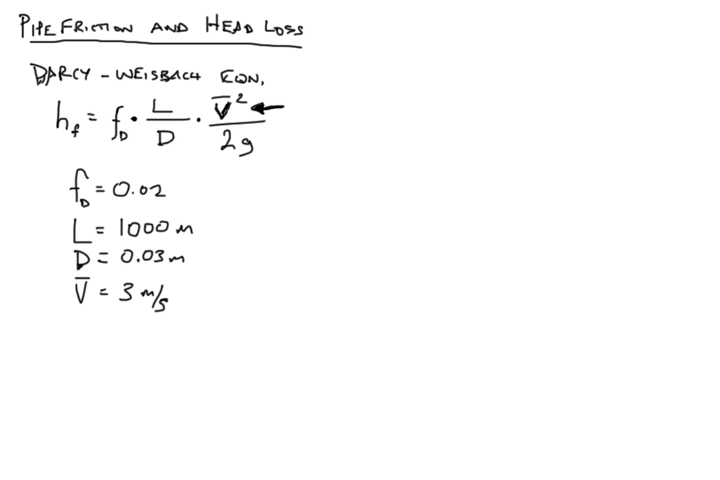 PIPE FRICTION AND HEAD LOSS
DARCY - WEISBACH EQN.
h_f = f_D · L/D · V̅²/2g
f_D = 0.02
L = 1000 m
D = 0.03 m
V̅ = 3 m/s